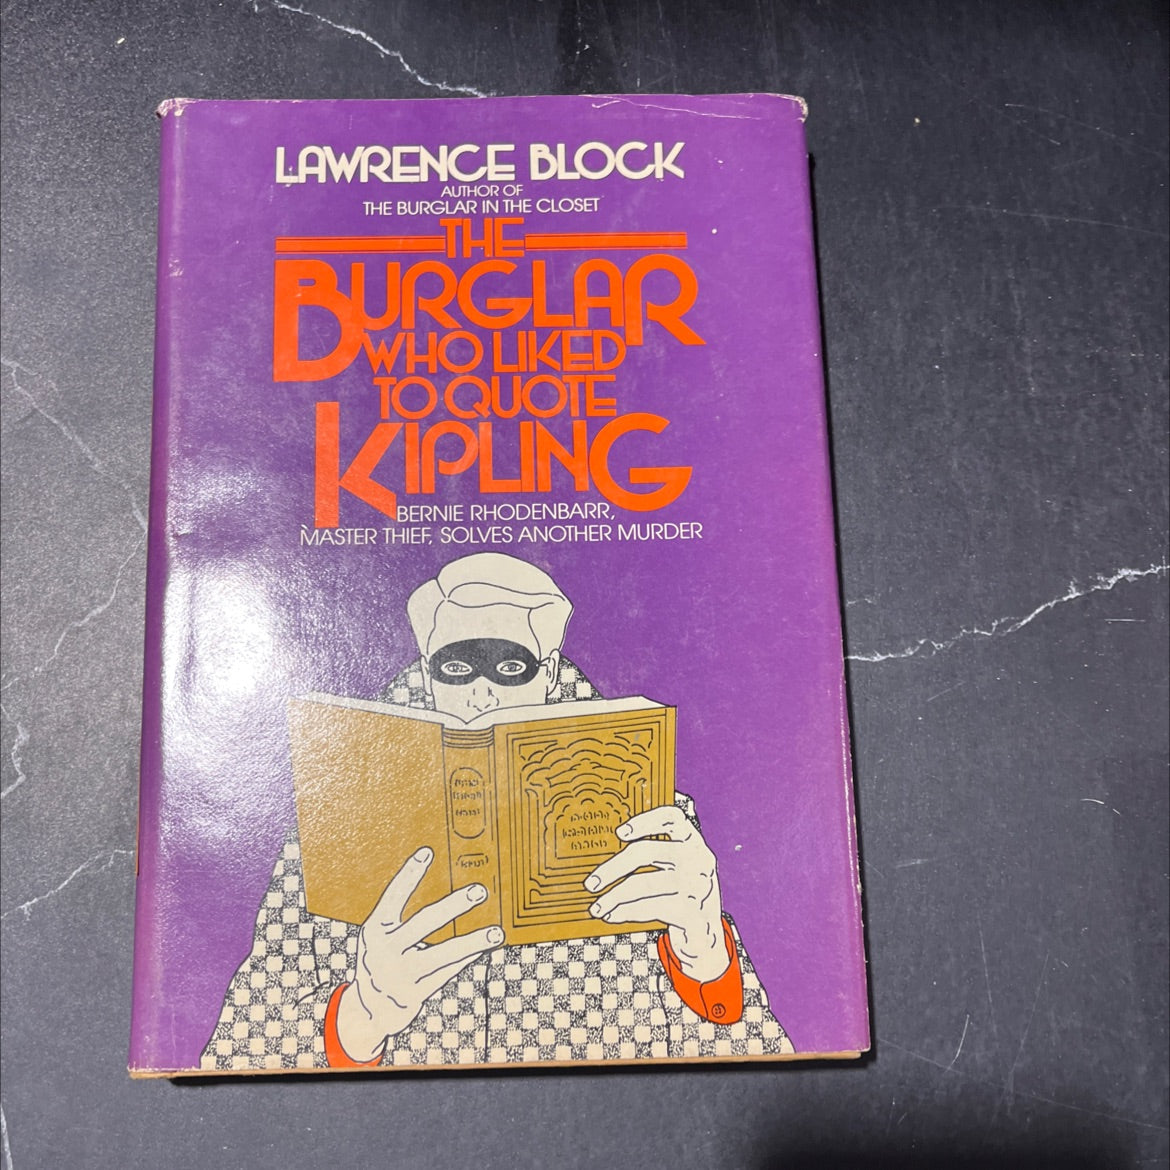 LAWRENCE BLOCK
AUTHOR OF
THE BURGLAR IN THE CLOSET
THE
BURGLAR
WHO LIKED
TO QUOTE
KIPLING
BERNIE RHODENBARR,
MASTER THIEF, SOLVES ANOTHER MURDER